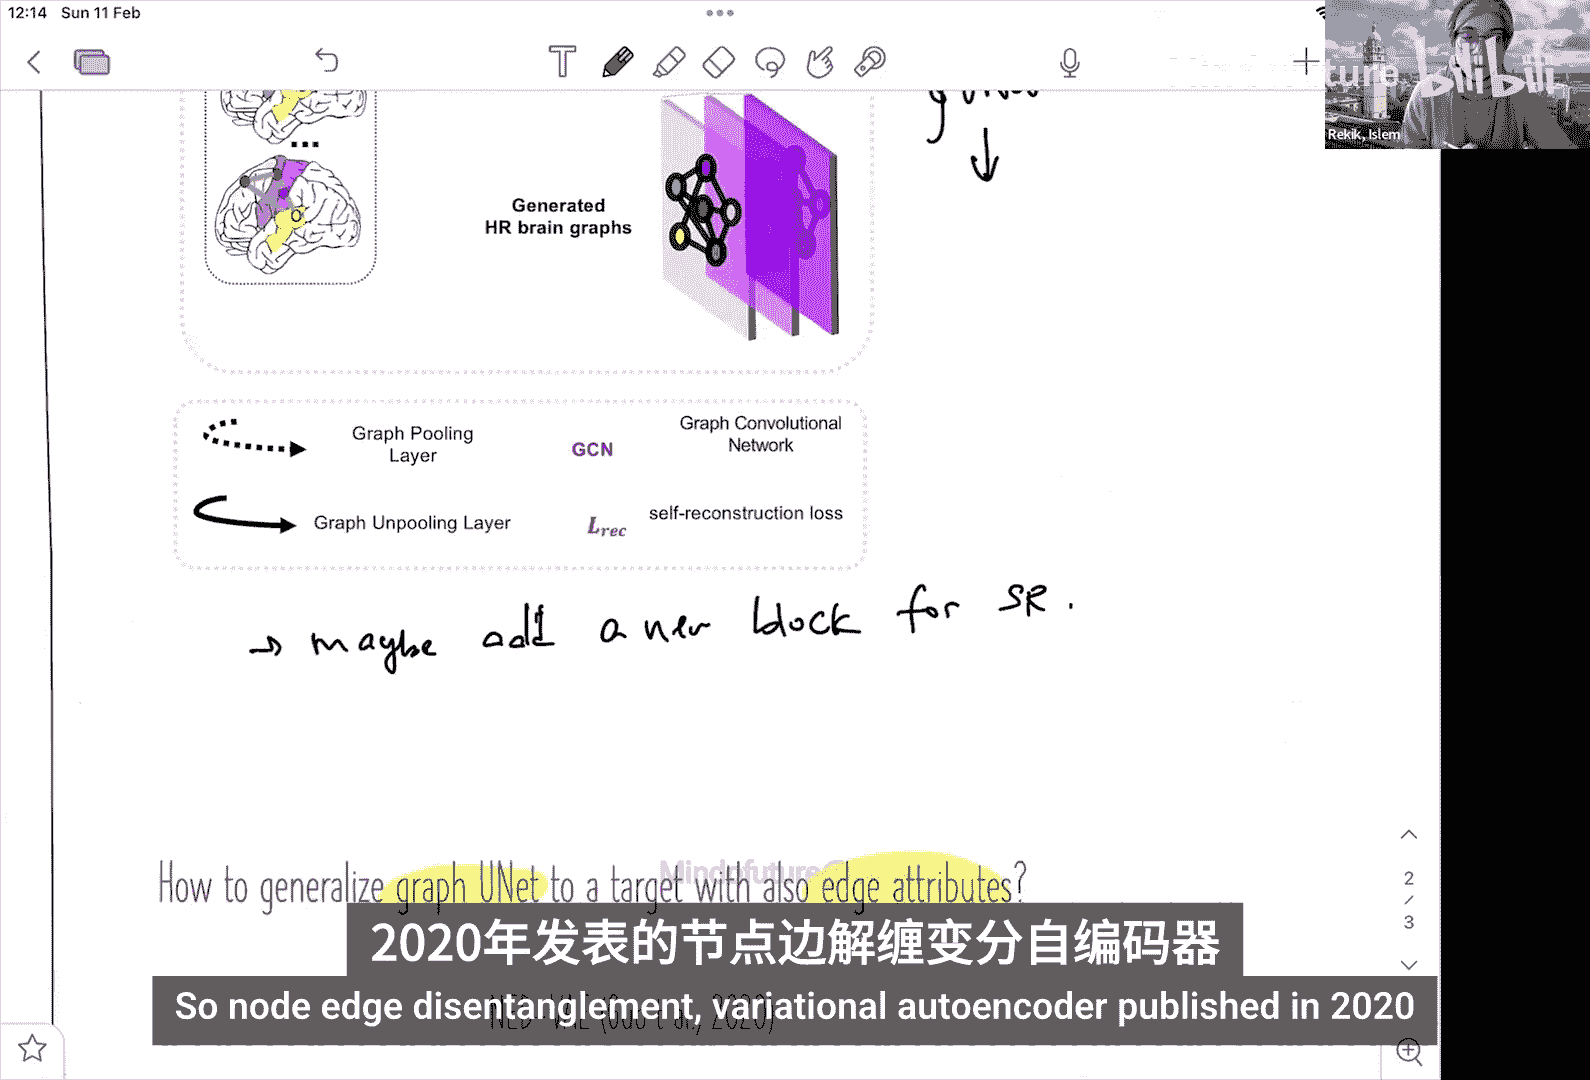 12:14 Sun 11 Feb
ture bilibili
Rekik, Islem
Generated
HR brain graphs
Graph Pooling
Layer
GCN
Graph Convolutional
Network
Graph Unpooling Layer
Lrec
self-reconstruction loss
→ maybe add a new block for SR.
How to generalize graph UNet to a target with also edge attributes?
2
3
2020年发表的节点边解缠变分自编码器
So node edge disentanglement, variational autoencoder published in 2020